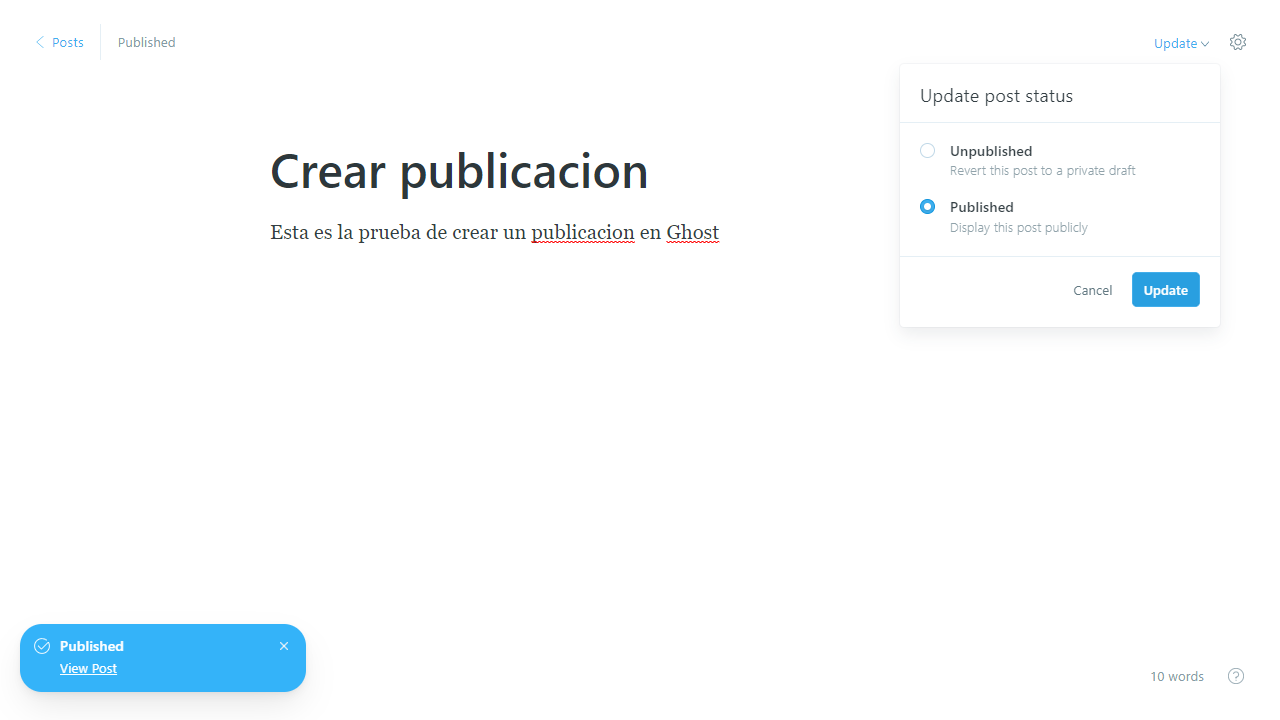 Posts
Published
Update
Update post status
Unpublished
Revert this post to a private draft
Published
Display this post publicly
Cancel
Update
Crear publicacion
Esta es la prueba de crear un publicacion en Ghost
Published
View Post
10 words